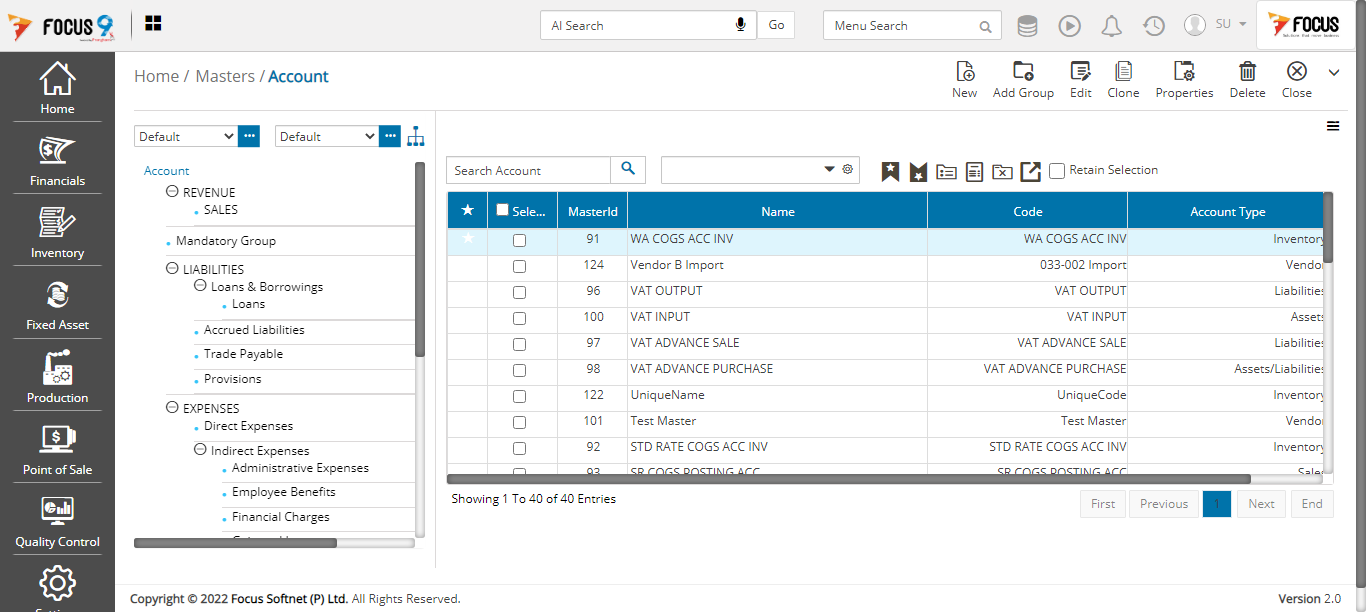 FOCUS 9
AI Search
Go
Menu Search
SU
FOCUS
Home / Masters / Account
New
Add Group
Edit
Clone
Properties
Delete
Close
Home
Financials
Inventory
Fixed Asset
Production
Point of Sale
Quality Control
Default
Default
Account
REVENUE
SALES
Mandatory Group
LIABILITIES
Loans & Borrowings
Loans
Accrued Liabilities
Trade Payable
Provisions
EXPENSES
Direct Expenses
Indirect Expenses
Administrative Expenses
Employee Benefits
Financial Charges
Search Account
Retain Selection
Sele... MasterId Name Code Account Type
91 WA COGS ACC INV WA COGS ACC INV Inventory
124 Vendor B Import 033-002 Import Vendo
96 VAT OUTPUT VAT OUTPUT Liabilities
100 VAT INPUT VAT INPUT Assets
97 VAT ADVANCE SALE VAT ADVANCE SALE Liabilities
98 VAT ADVANCE PURCHASE VAT ADVANCE PURCHASE Assets/Liabilities
122 UniqueName UniqueCode Inventory
101 Test Master Test Master Vendo
92 STD RATE COGS ACC INV STD RATE COGS ACC INV Inventory
93 SR COGS POSTING ACC SR COGS POSTING ACC Sales
Showing 1 To 40 of 40 Entries
First Previous 1 Next End
Copyright © 2022 Focus Softnet (P) Ltd. All Rights Reserved.
Version 2.0